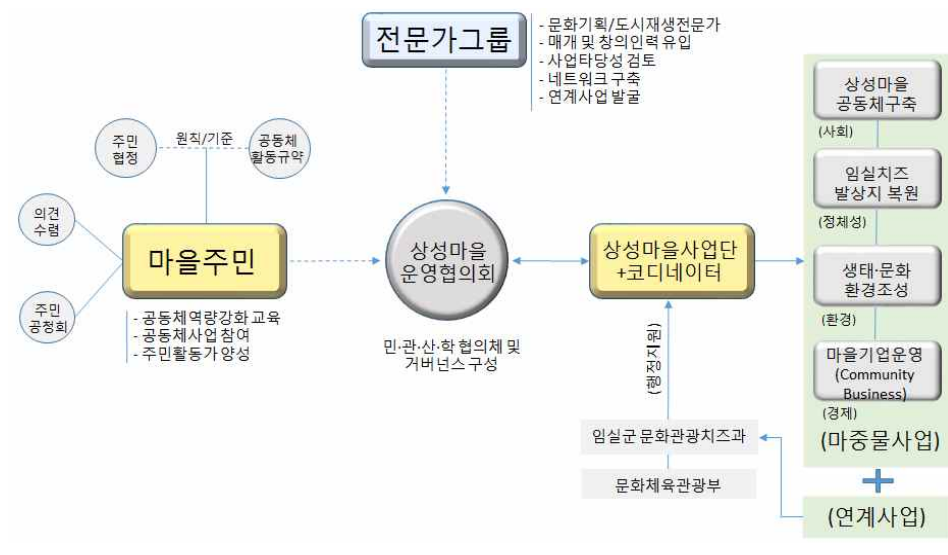 전문가그룹
- 문화기획/도시재생전문가
- 매개 및 창의인력 유입
- 사업타당성 검토
- 네트워크 구축
- 연계사업 발굴
주민
협정
원칙/기준
공동체
활동규약
의견
수렴
마을주민
주민
공청회
- 공동체역량강화 교육
- 공동체사업 참여
- 주민활동가 양성
상성마을
운영협의회
민·관·산·학 협의체 및
거버넌스 구성
상성마을사업단
+코디네이터
(행정지원)
임실군 문화관광치즈과
문화체육관광부
상성마을
공동체구축
(사회)
임실치즈
발상지 복원
(정체성)
생태·문화
환경조성
(환경)
마을기업운영
(Community
Business)
(경제)
(마중물사업)
+
(연계사업)